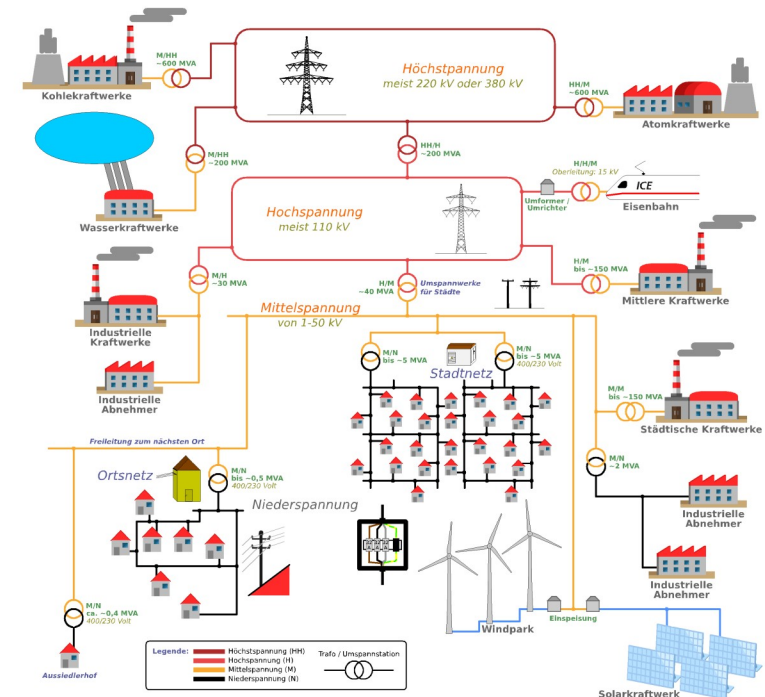 Höchstpannung
meist 220 kV oder 380 kV
M/HH
~600 MVA
Kohlekraftwerke
HH/M
~600 MVA
Atomkraftwerke
M/HH
~200 MVA
Wasserkraftwerke
HH/H
~200 MVA
Hochspannung
meist 110 kV
H/H/M
Oberleitung: 15 kV
ICE
Umformer /
Umrichter
Eisenbahn
M/H
~30 MVA
Industrielle
Kraftwerke
Industrielle
Abnehmer
H/M
~40 MVA
Umspannwerke
für Städte
H/M
bis ~150 MVA
Mittlere Kraftwerke
Mittelspannung
von 1-50 kV
M/N
bis ~5 MVA
M/N
bis ~5 MVA
400/230 Volt
Stadtnetz
M/M
bis ~150 MVA
Städtische Kraftwerke
Freileitung zum nächsten Ort
M/N
~2 MVA
Industrielle
Abnehmer
Industrielle
Abnehmer
Ortsnetz
M/N
bis ~0,5 MVA
400/230 Volt
Niederspannung
M/N
ca. ~0,4 MVA
400/230 Volt
Aussiedlerhof
Windpark
Einspeisung
Solarkraftwerk
Legende:
Höchstspannung (HH)
Hochspannung (H)
Mittelspannung (M)
Niederspannung (N)
Trafo / Umspannstation